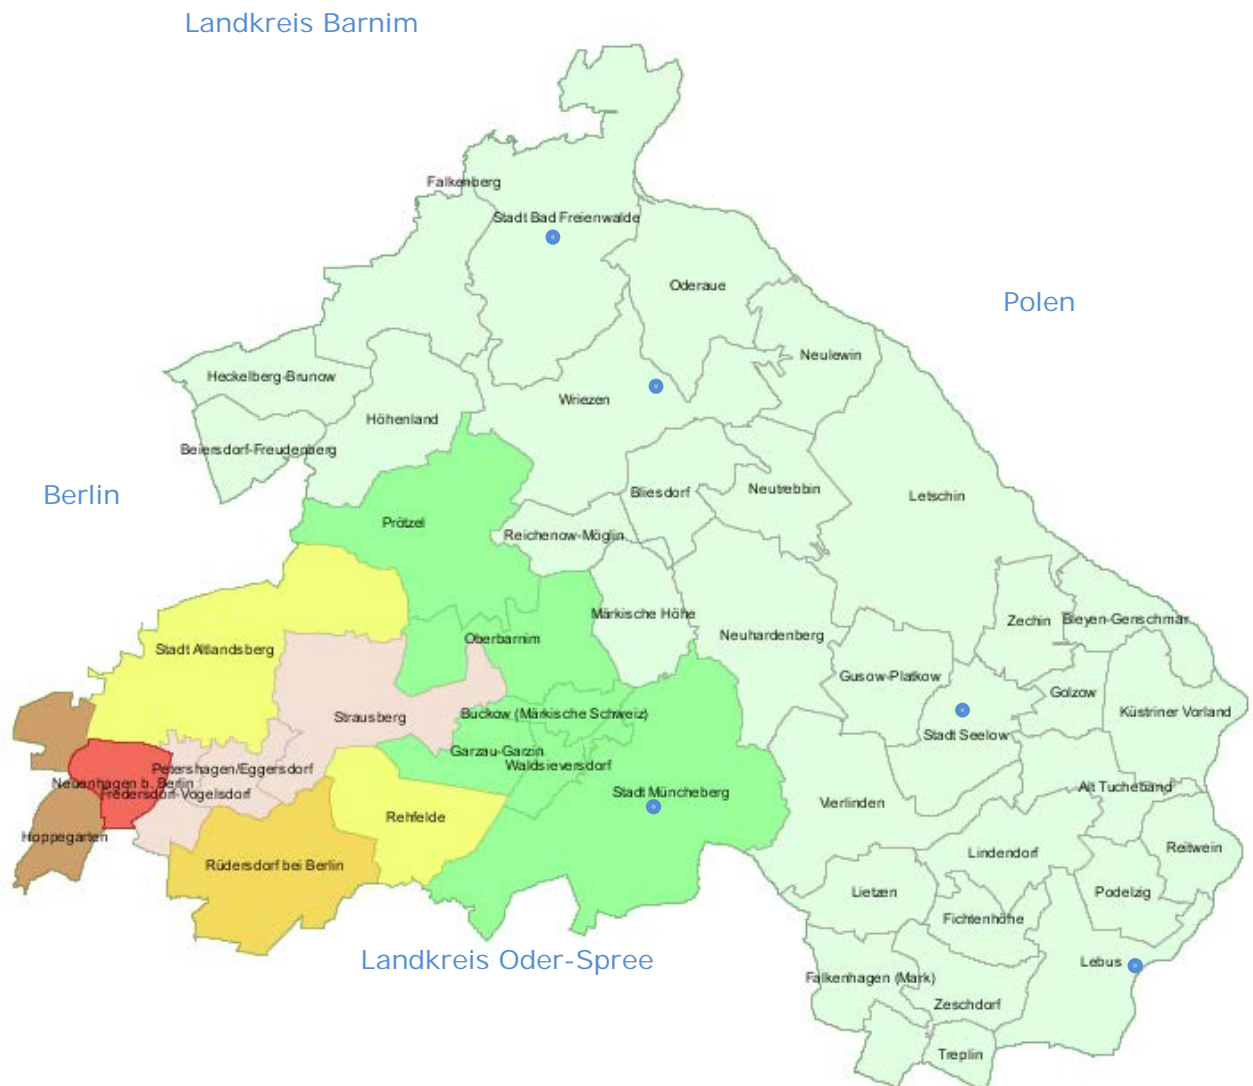 Landkreis Barnim
Falkenberg
Stadt Bad Freienwalde
Oderaue
Polen
Neulewin
Heckelberg-Brunow
Wriezen
Höhenland
Beiersdorf-Freudenberg
Berlin
Bliesdorf
Neutrebbin
Letschin
Prötzel
Reichenow-Möglin
Märkische Höhe
Zechin
Bleyen-Genschmar
Neuhardenberg
Oberbarnim
Stadt Altlandsberg
Gusow-Platkow
Golzow
Küstriner Vorland
Strausberg
Buckow (Märkische Schweiz)
Stadt Seelow
Garzau-Garzin
Waldsieversdorf
Petershagen/Eggersdorf
Neuenhagen b. Berlin
Fredersdorf-Vogelsdorf
Stadt Müncheberg
Alt Tucheband
Vierlinden
Rehfelde
Hoppegarten
Reitwein
Lindendorf
Rüdersdorf bei Berlin
Lietzen
Podelzig
Fichtenhöhe
Landkreis Oder-Spree
Lebus
Falkenhagen (Mark)
Zeschdorf
Treplin